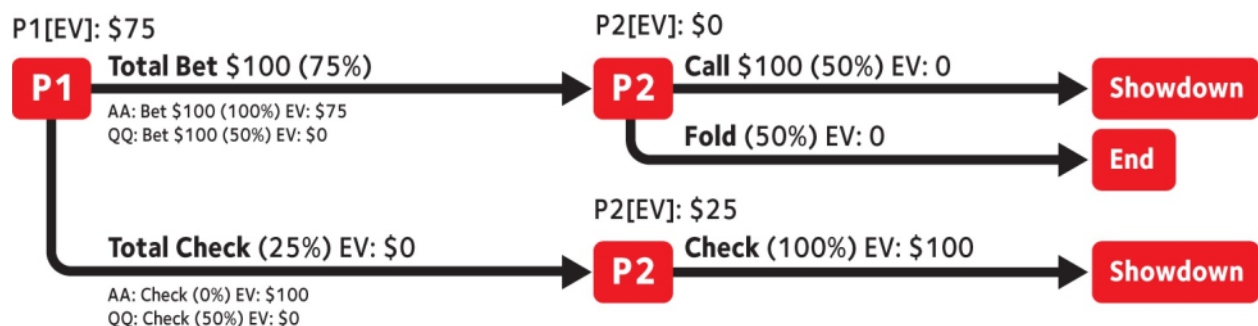 P1[EV]: $75
P2[EV]: $0
P1
Total Bet $100 (75%)
AA: Bet $100 (100%) EV: $75
QQ: Bet $100 (50%) EV: $0
P2
Call $100 (50%) EV: 0
Showdown
Fold (50%) EV: 0
End
P2[EV]: $25
Total Check (25%) EV: $0
AA: Check (0%) EV: $100
QQ: Check (50%) EV: $0
P2
Check (100%) EV: $100
Showdown